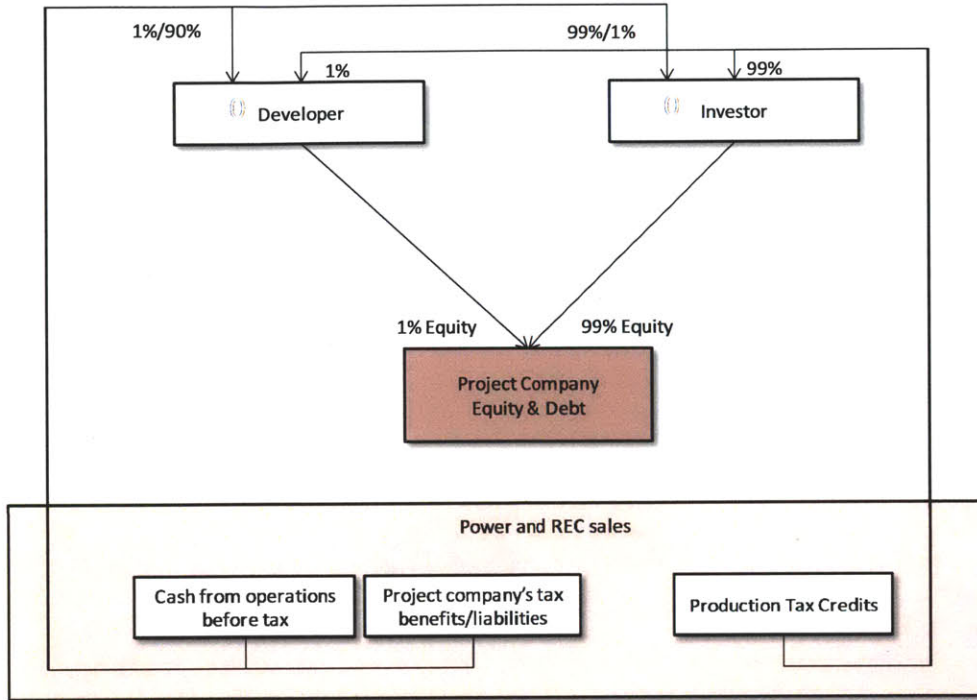 1%/90%
99%/1%
1%
99%
Developer
Investor
1% Equity
99% Equity
Project Company
Equity & Debt
Power and REC sales
Cash from operations
before tax
Project company's tax
benefits/liabilities
Production Tax Credits